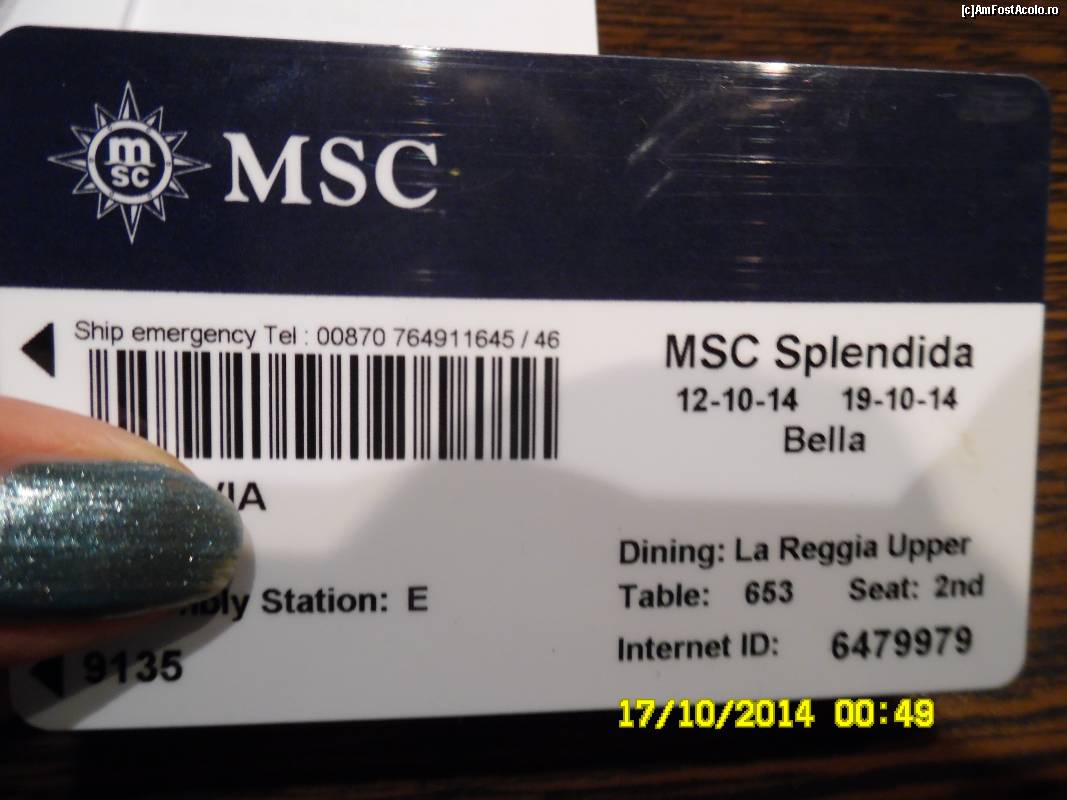 [c]AmFostAcolo.ro
msc
MSC
Ship emergency Tel : 00870 764911645 / 46
MSC Splendida
12-10-14 19-10-14
Bella
Dining: La Reggia Upper
Table: 653 Seat: 2nd
Station: E
Internet ID: 6479979
9135
17/10/2014 00:49